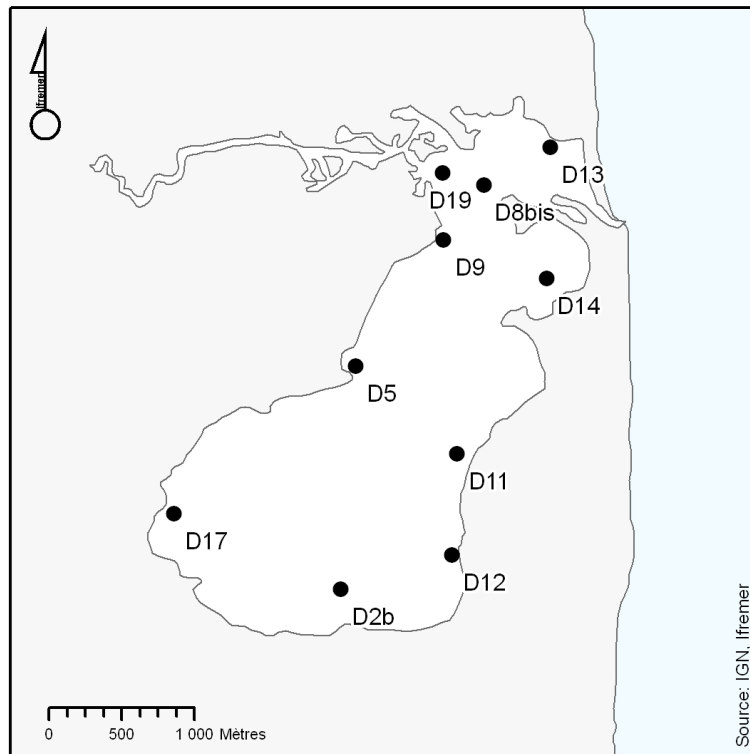 Ifremer
D13
D19
D8bis
D9
D14
D5
D11
D17
D12
D2b
0 500 1 000 Mètres
Source: IGN, Ifremer